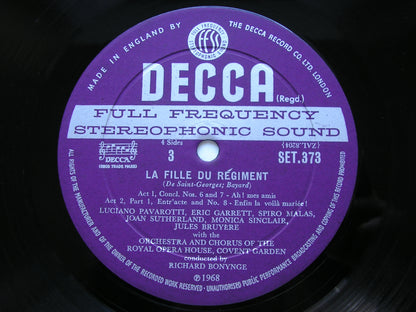 MADE IN ENGLAND BY
THE DECCA RECORD CO. LTD. LONDON
FULL FREQUENCY STEREOPHONIC SOUND
ffss
DECCA
(Regd.)
FULL FREQUENCY
STEREOPHONIC SOUND
DECCA
4 Sides
3
SET.373
LA FILLE DU RÉGIMENT
(De Saint-Georges; Bayard)
Act 1, Concl. Nos. 6 and 7 - Ah! mes amis
Act 2, Part 1, Entr'acte and No. 8 - Enfin la voilà mariée!
LUCIANO PAVAROTTI, ERIC GARRETT, SPIRO MALAS,
JOAN SUTHERLAND, MONICA SINCLAIR,
JULES BRUYERE
with the
ORCHESTRA AND CHORUS OF THE
ROYAL OPERA HOUSE, COVENT GARDEN
conducted by
RICHARD BONYNGE
℗1968
ALL RIGHTS OF THE MANUFACTURER AND OF THE OWNER OF THE RECORDED WORK RESERVED - UNAUTHORISED PUBLIC PERFORMANCE BROADCASTING AND COPYING OF THIS RECORD PROHIBITED